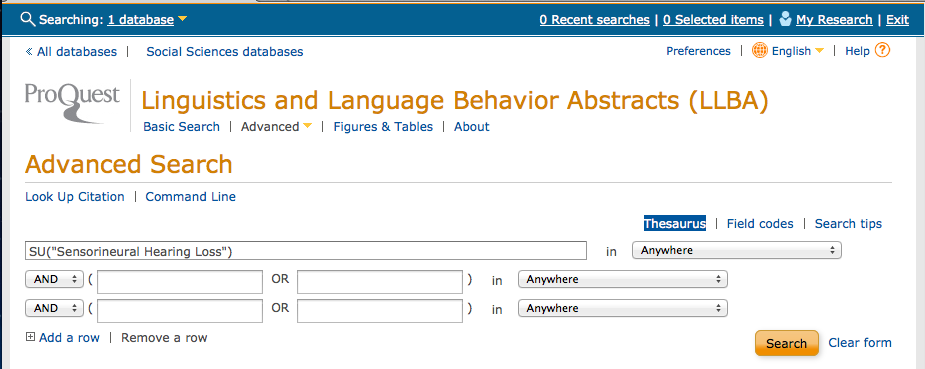 Searching: 1 database 0 Recent searches | 0 Selected items | My Research | Exit
« All databases | Social Sciences databases Preferences | English | Help ?
ProQuest
Linguistics and Language Behavior Abstracts (LLBA)
Basic Search | Advanced | Figures & Tables | About
Advanced Search
Look Up Citation | Command Line
Thesaurus | Field codes | Search tips
SU("Sensorineural Hearing Loss") in Anywhere
AND ( OR ) in Anywhere
AND ( OR ) in Anywhere
Add a row | Remove a row
Search Clear form